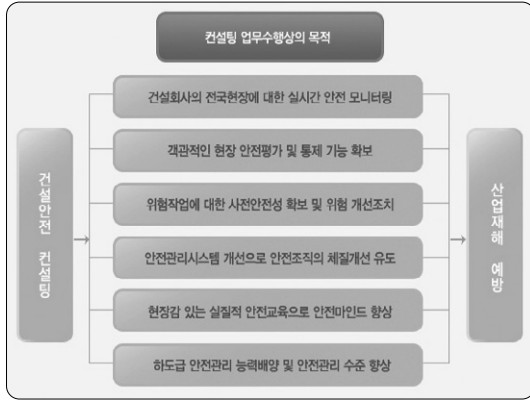 컨설팅 업무수행상의 목적
건설안전 컨설팅
건설회사의 전국현장에 대한 실시간 안전 모니터링
객관적인 현장 안전평가 및 통제 기능 확보
위험작업에 대한 사전안전성 확보 및 위험 개선조치
안전관리시스템 개선으로 안전조직의 체질개선 유도
현장감 있는 실질적 안전교육으로 안전마인드 향상
하도급 안전관리 능력배양 및 안전관리 수준 향상
산업재해 예방